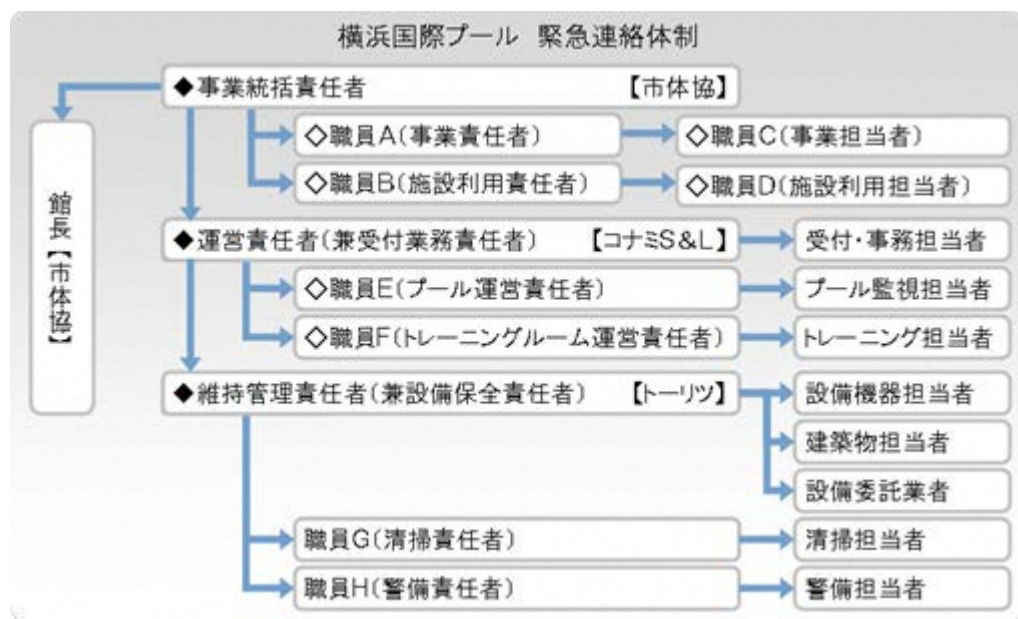 横浜国際プール 緊急連絡体制
◆事業統括責任者 【市体協】
◇職員A(事業責任者)
◇職員C(事業担当者)
◇職員B(施設利用責任者)
◇職員D(施設利用担当者)
館長【市体協】
◆運営責任者(兼受付業務責任者) 【コナミS&L】
受付・事務担当者
◇職員E(プール運営責任者)
プール監視担当者
◇職員F(トレーニングルーム運営責任者)
トレーニング担当者
◆維持管理責任者(兼設備保全責任者) 【トーリツ】
設備機器担当者
建築物担当者
設備委託業者
職員G(清掃責任者)
清掃担当者
職員H(警備責任者)
警備担当者